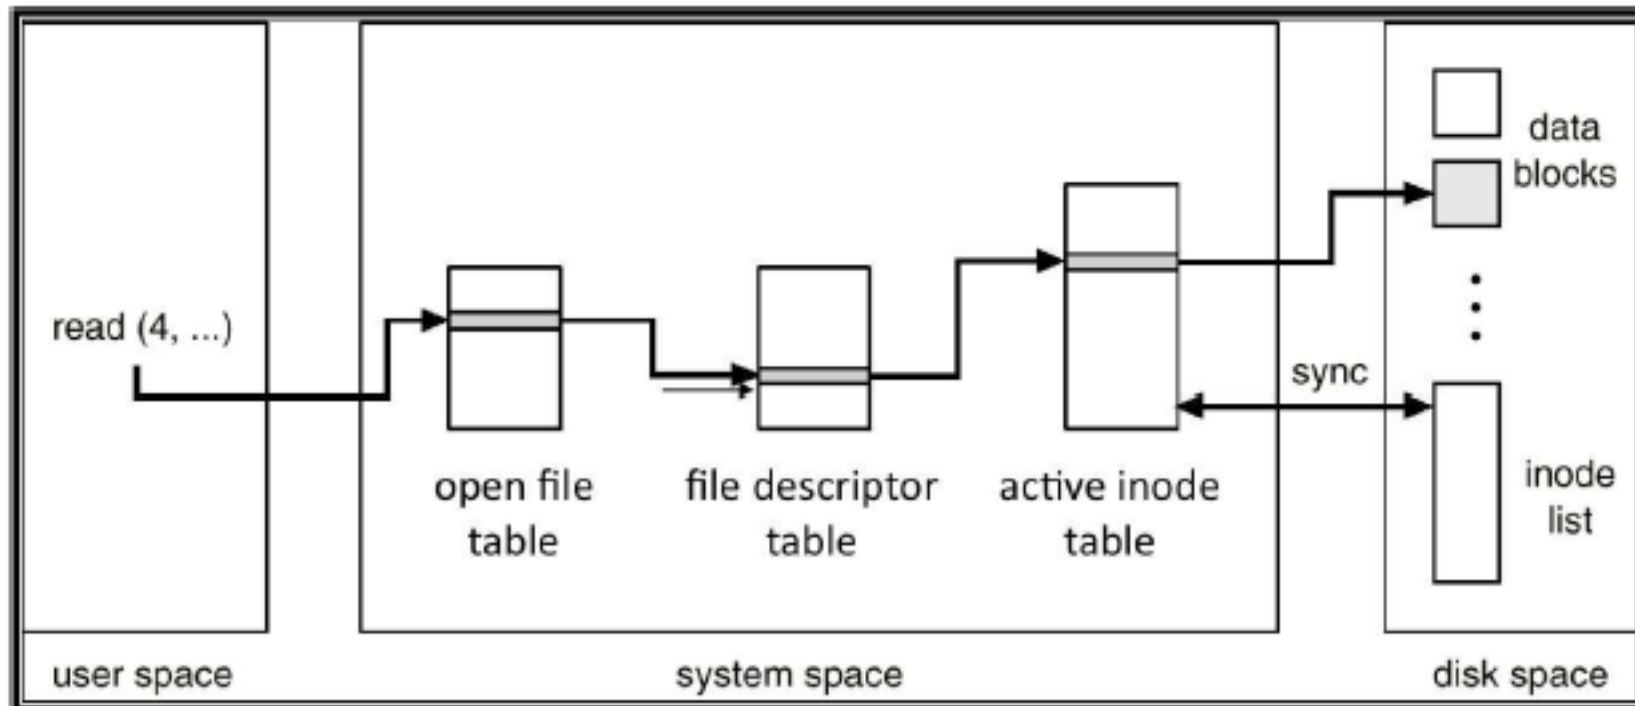 read (4, ...)
open file
table
file descriptor
table
active inode
table
sync
data
blocks
inode
list
user space
system space
disk space